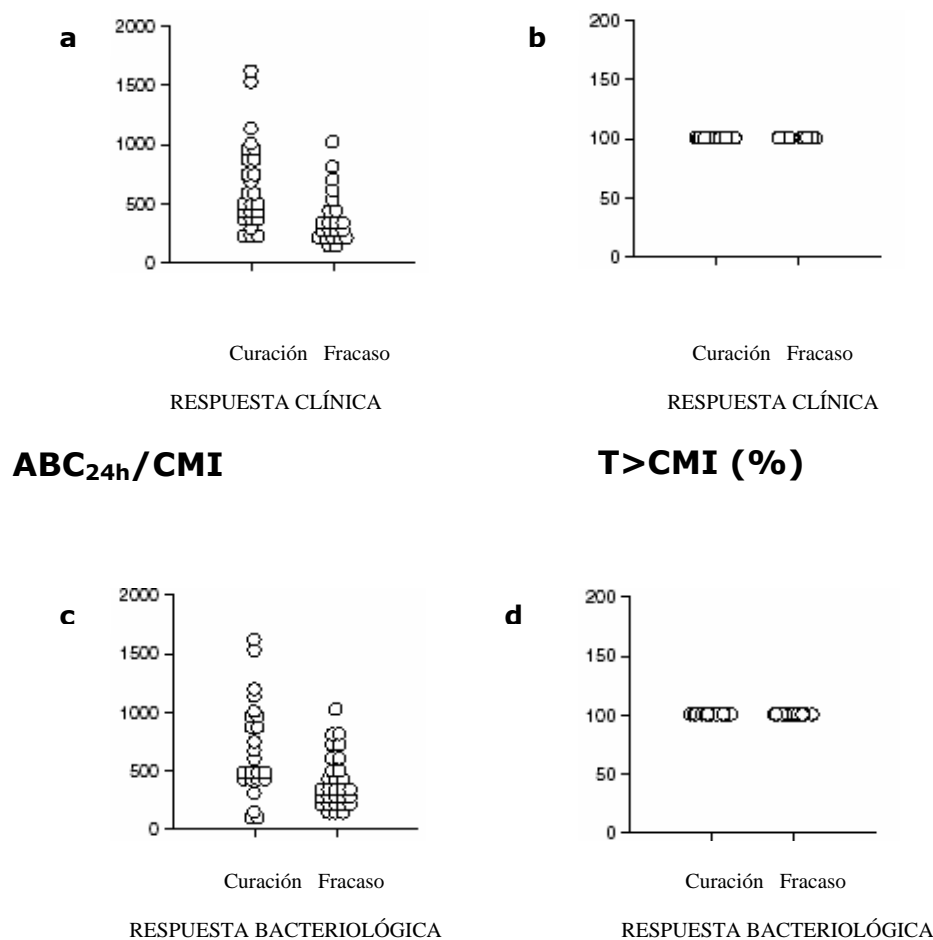 a
2000
1500
1000
500
0
Curación Fracaso
RESPUESTA CLÍNICA
b
200
150
100
50
0
Curación Fracaso
RESPUESTA CLÍNICA
ABC24h/CMI
T>CMI (%)
c
2000
1500
1000
500
0
Curación Fracaso
RESPUESTA BACTERIOLÓGICA
d
200
150
100
50
0
Curación Fracaso
RESPUESTA BACTERIOLÓGICA